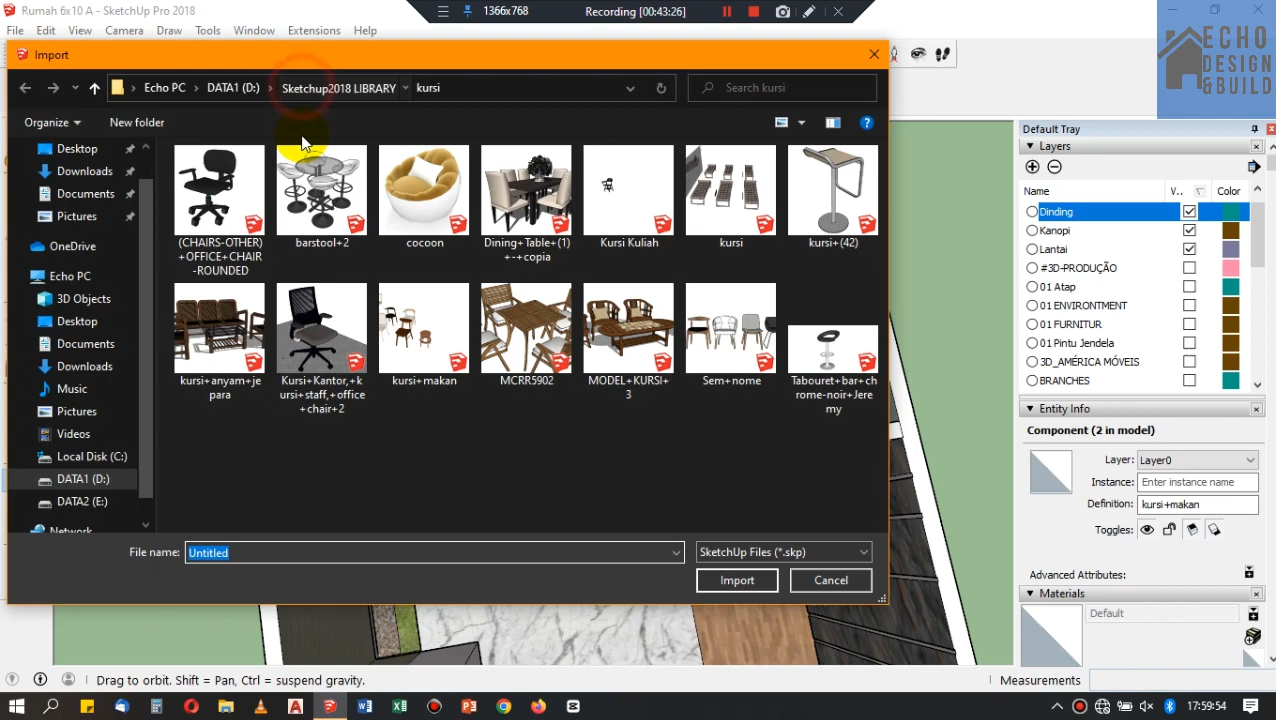 Rumah 6x10 A - SketchUp Pro 2018
1366x768
Recording [00:43:26]
File Edit View Camera Draw Tools Window Extensions Help
ECHO
DESIGN
&BUILD
Import
Echo PC DATA1 (D:) Sketchup2018 LIBRARY kursi
Search kursi
Organize New folder
Desktop
Downloads
Documents
Pictures
OneDrive
Echo PC
3D Objects
Desktop
Documents
Downloads
Music
Pictures
Videos
Local Disk (C:)
DATA1 (D:)
DATA2 (E:)
Network
(CHAIRS-OTHER)
+OFFICE+CHAIR
-ROUNDED
barstool+2
cocoon
Dining+Table+(1)
+-+copia
Kursi Kuliah
kursi
kursi+(42)
kursi+anyam+je
para
Kursi+Kantor,+k
ursi+staff,+office
+chair+2
kursi+makan
MCRR5902
MODEL+KURSI+
3
Sem+nome
Tabouret+bar+ch
rome-noir+Jere
my
File name: Untitled
SketchUp Files (*.skp)
Import Cancel
Default Tray
Layers
Name V.. Color
Dinding
Kanopi
Lantai
#3D-PRODUÇÃO
01 Atap
01 ENVIRONTMENT
01 FURNITUR
01 Pintu Jendela
3D_AMÉRICA MÓVEIS
BRANCHES
Entity Info
Component (2 in model)
Layer: Layer0
Instance: Enter instance name
Definition: kursi+makan
Toggles:
Advanced Attributes:
Materials
Default
Drag to orbit. Shift = Pan, Ctrl = suspend gravity.
Measurements
17:59:54